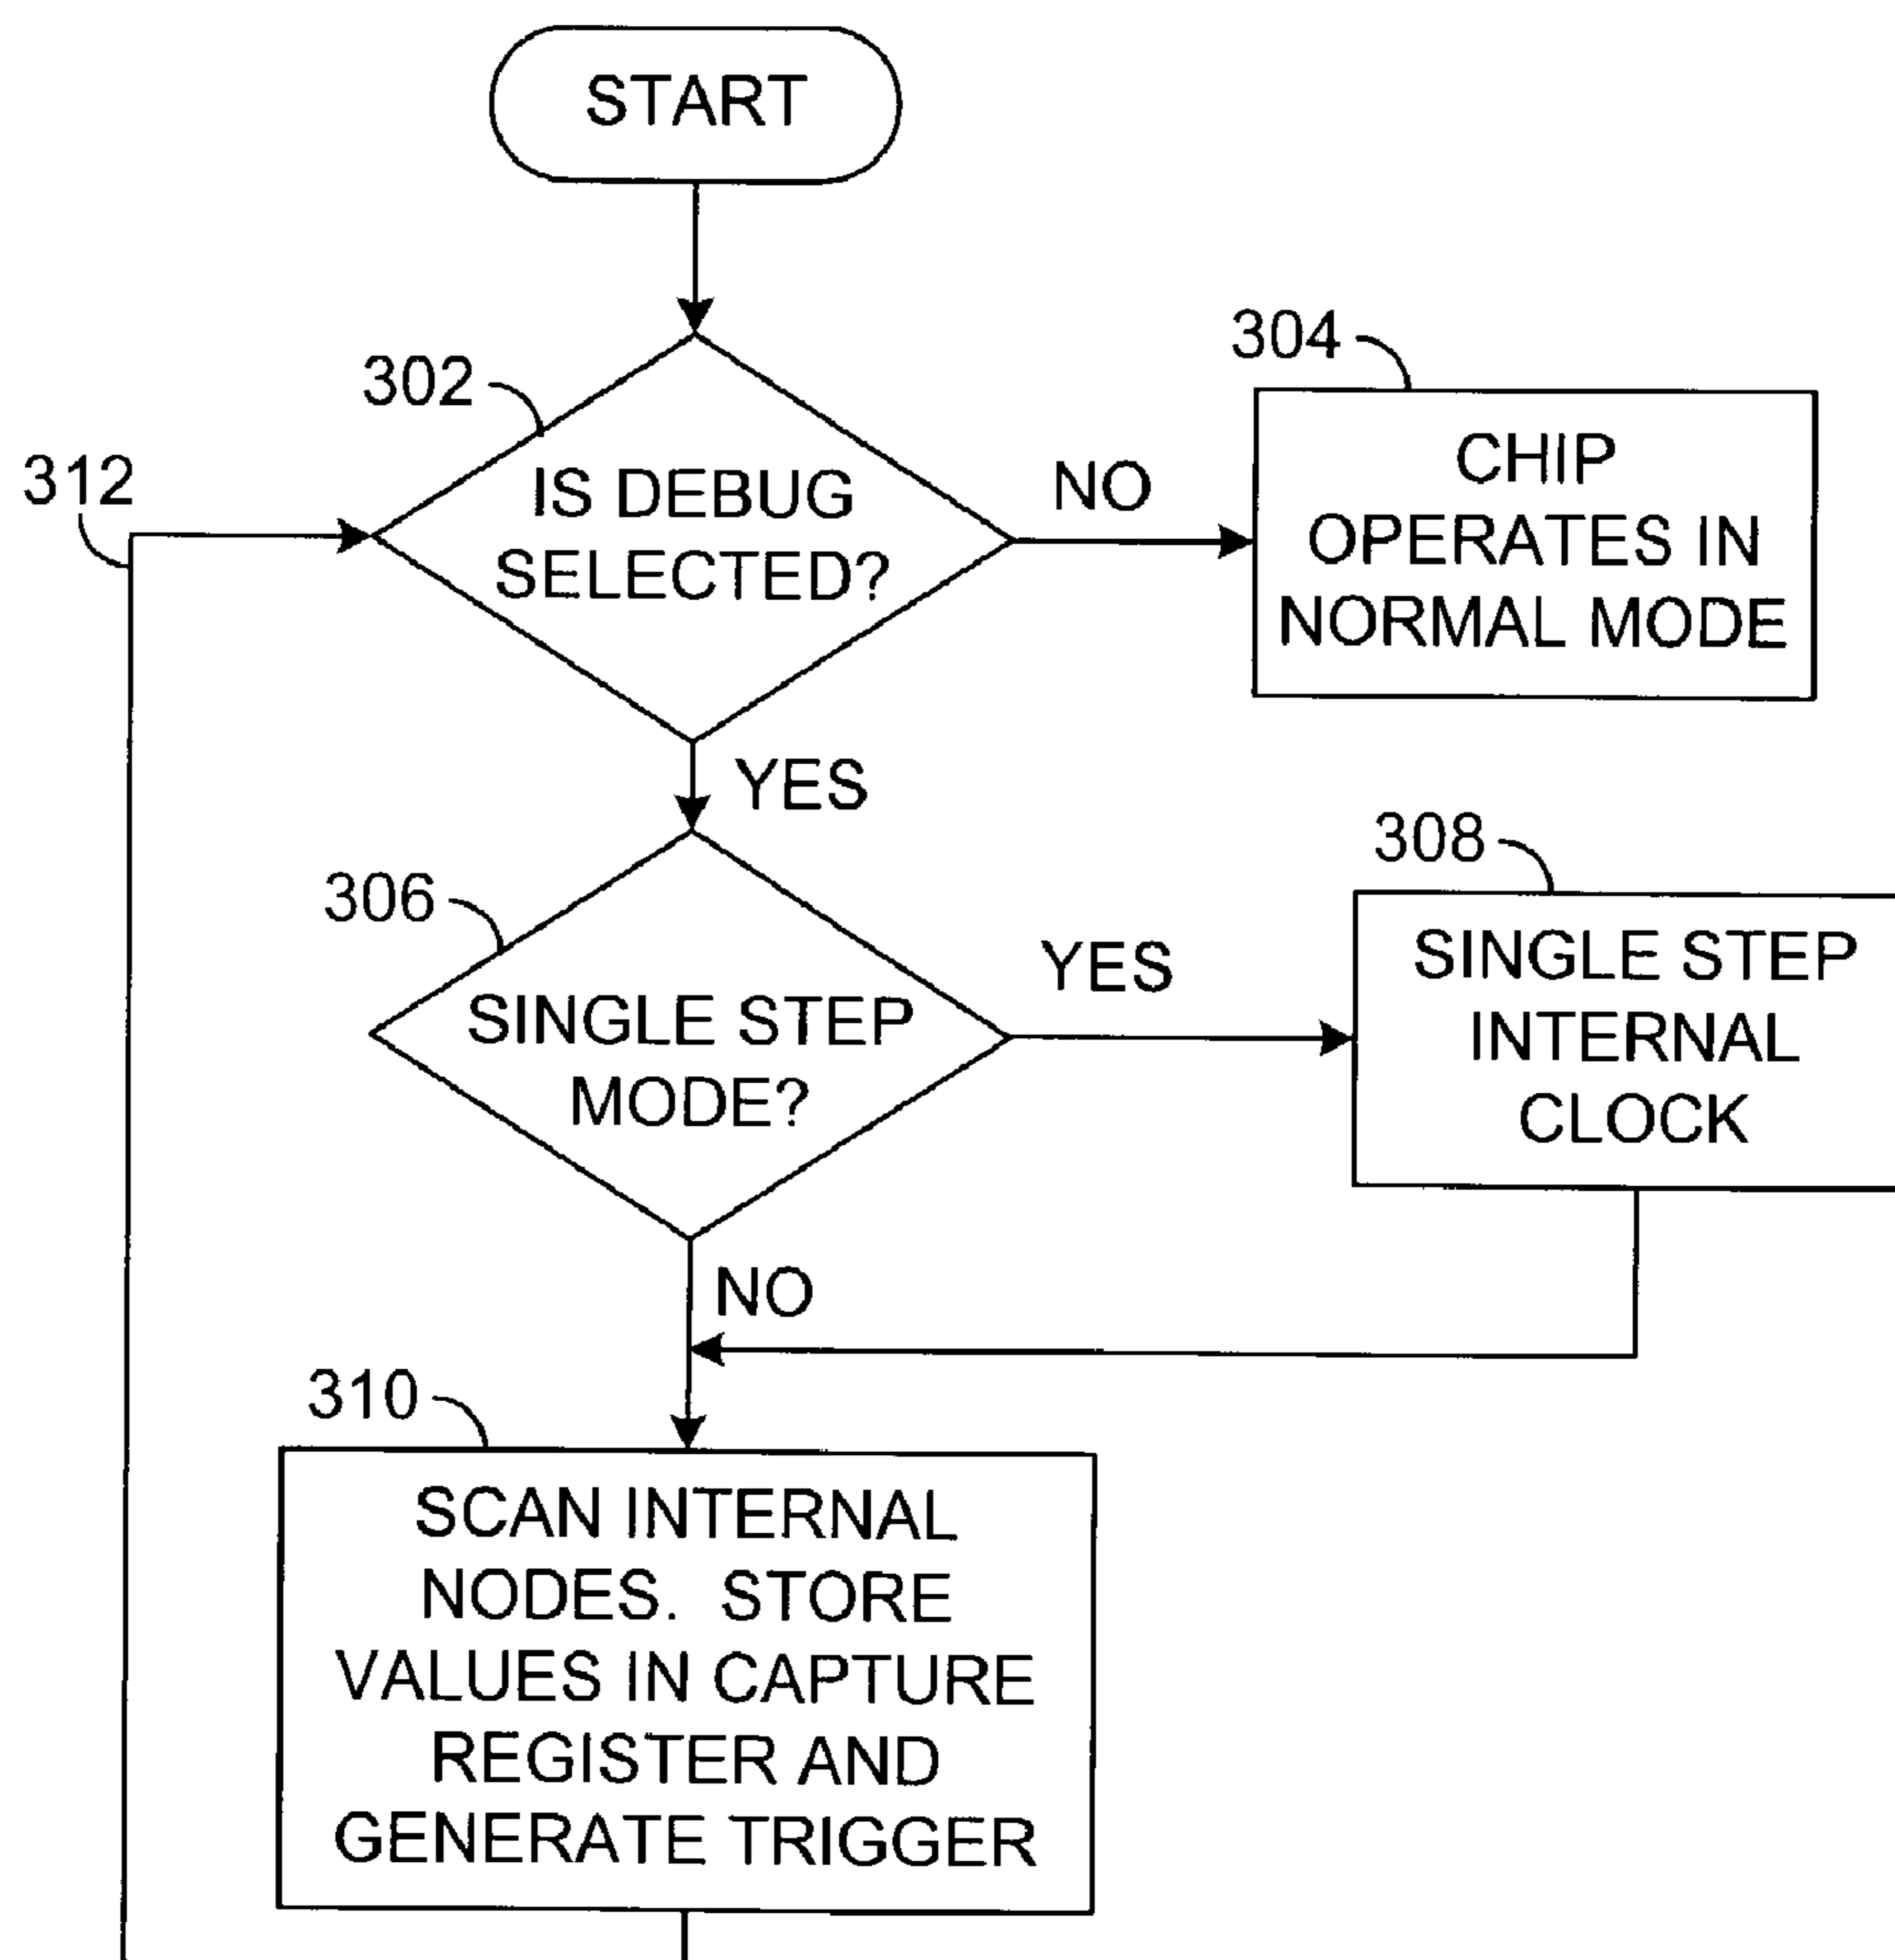 START
302
304
312
IS DEBUG
SELECTED?
NO
CHIP
OPERATES IN
NORMAL MODE
YES
306
308
SINGLE STEP
MODE?
YES
SINGLE STEP
INTERNAL
CLOCK
NO
310
SCAN INTERNAL
NODES. STORE
VALUES IN CAPTURE
REGISTER AND
GENERATE TRIGGER